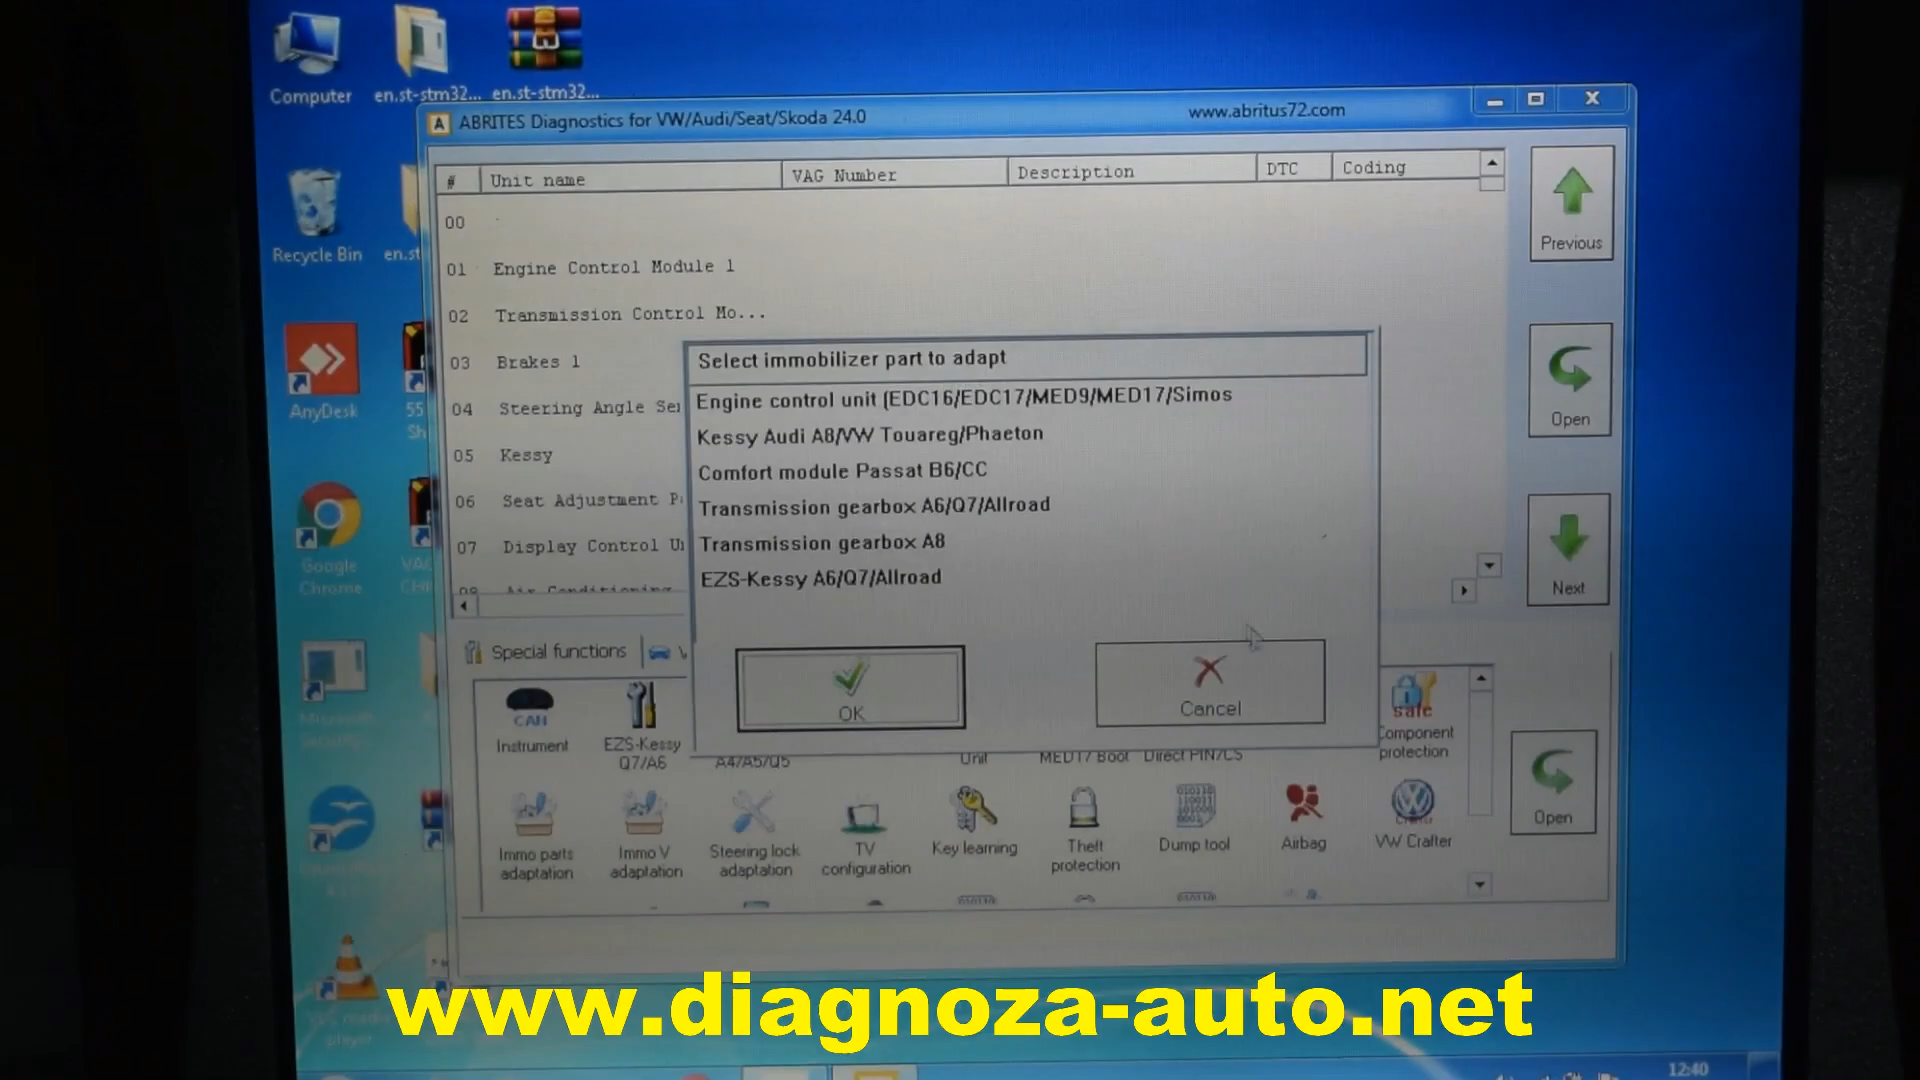 Computer
en.st-stm32...
en.st-stm32...
ABRITES Diagnostics for VW/Audi/Seat/Skoda 24.0
www.abritus72.com
# Unit name VAG Number Description DTC Coding
00
01 Engine Control Module 1
02 Transmission Control Mo...
03 Brakes 1
04 Steering Angle Se
05 Kessy
06 Seat Adjustment P
07 Display Control U
Previous
Open
Next
Recycle Bin
en.st
AnyDesk
Google
Chrome
Select immobilizer part to adapt
Engine control unit (EDC16/EDC17/MED9/MED17/Simos
Kessy Audi A8/VW Touareg/Phaeton
Comfort module Passat B6/CC
Transmission gearbox A6/Q7/Allroad
Transmission gearbox A8
EZS-Kessy A6/Q7/Allroad
OK
Cancel
Special functions
CAN
Instrument
EZS-Kessy
Q7/A6
A4/A5/Q5
Unit
MED17 Boot
Direct PIN/CS
Component
protection
Immo parts
adaptation
Immo V
adaptation
Steering lock
adaptation
TV
configuration
Key learning
Theft
protection
Dump tool
Airbag
VW Crafter
Open
player
www.diagnoza-auto.net
12:40